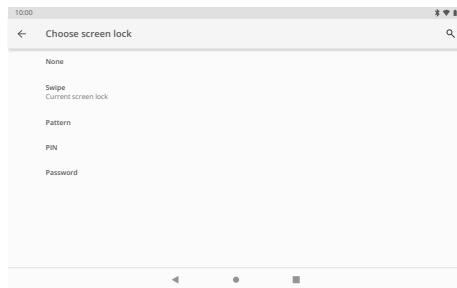 10:00
Choose screen lock
None
Swipe
Current screen lock
Pattern
PIN
Password